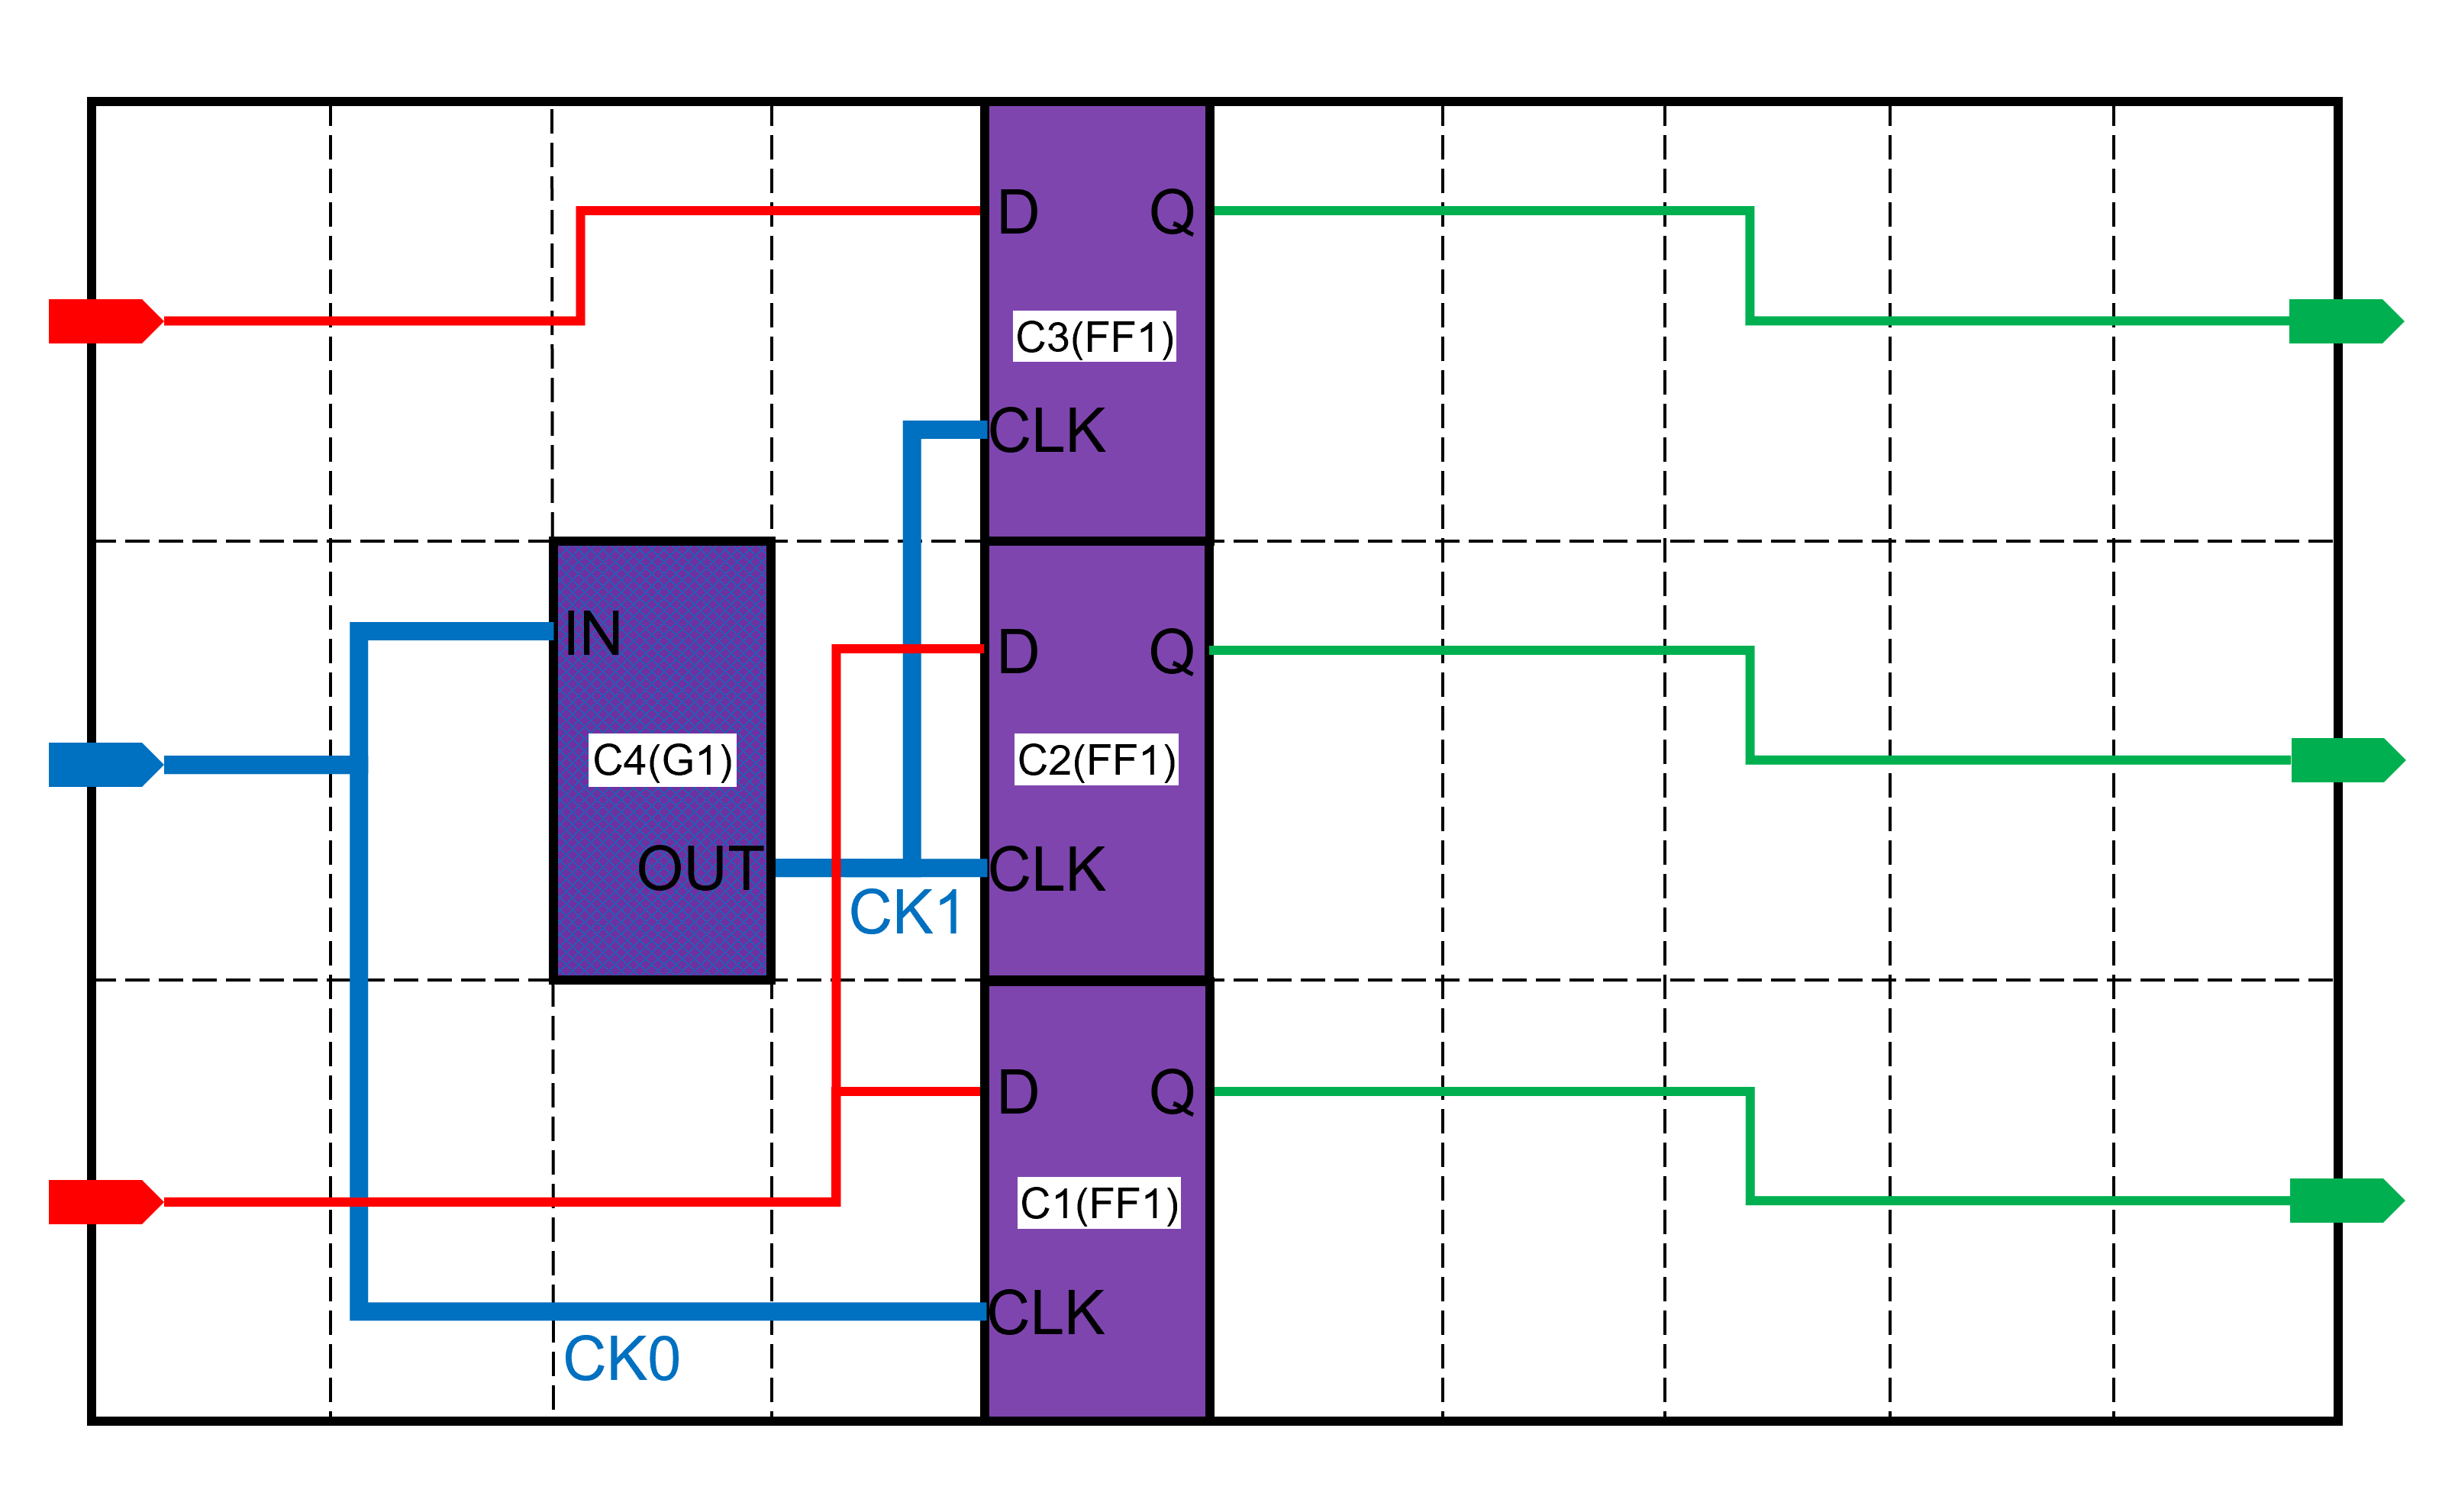 D Q
C3(FF1)
CLK
IN
D Q
C4(G1)
C2(FF1)
OUT
CLK
CK1
D Q
C1(FF1)
CLK
CK0